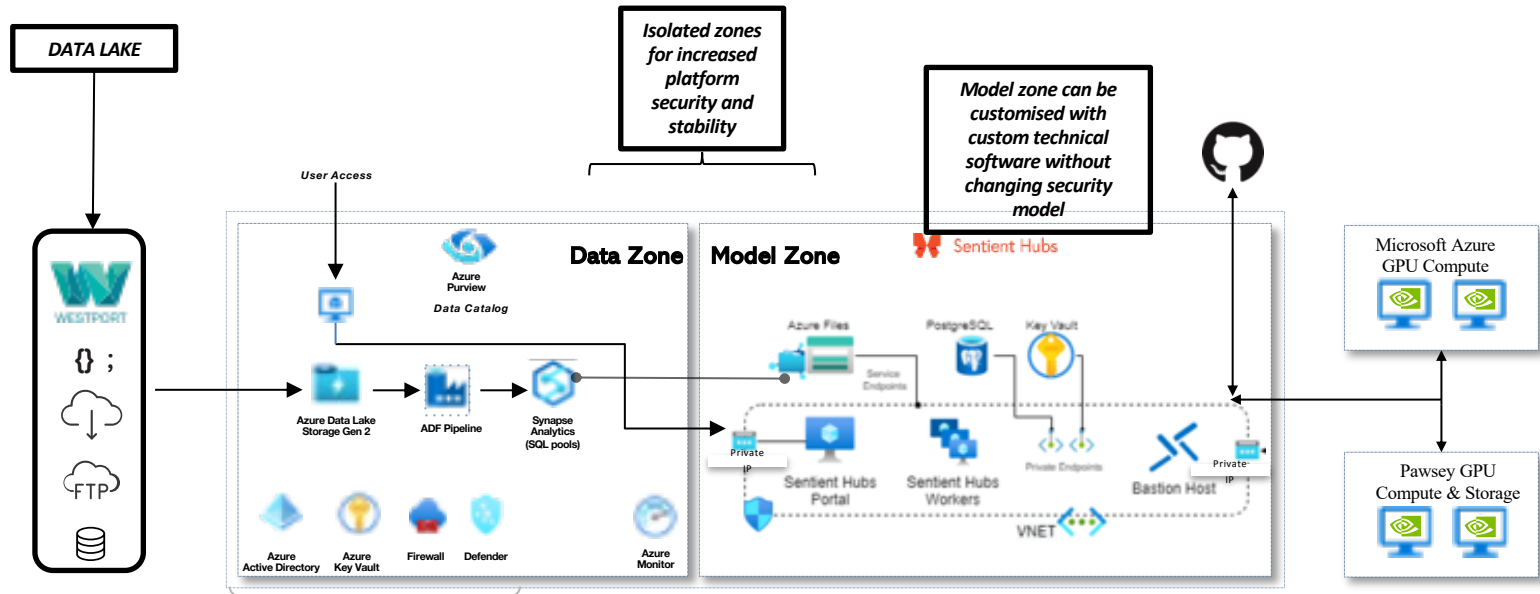 DATA LAKE
Isolated zones
for increased
platform
security and
stability
Model zone can be
customised with
custom technical
software without
changing security
model
User Access
WESTPORT
{} ;
FTP
Azure
Purview
Data Catalog
Data Zone
Azure Data Lake
Storage Gen 2
ADF Pipeline
Synapse
Analytics
(SQL pools)
Azure
Active Directory
Azure
Key Vault
Firewall
Defender
Azure
Monitor
Model Zone
Sentient Hubs
Azure Files
PostgreSQL
Key Vault
Service
Endpoints
Private
IP
Sentient Hubs
Portal
Sentient Hubs
Workers
Private Endpoints
Bastion Host
Private
IP
VNET
Microsoft Azure
GPU Compute
Pawsey GPU
Compute & Storage